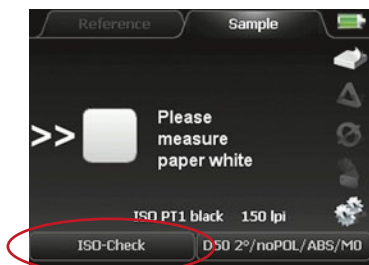 Reference Sample
>> Please
measure
paper white
ISO PT1 black 150 lpi
ISO-Check D50 2°/noPOL/ABS/M0